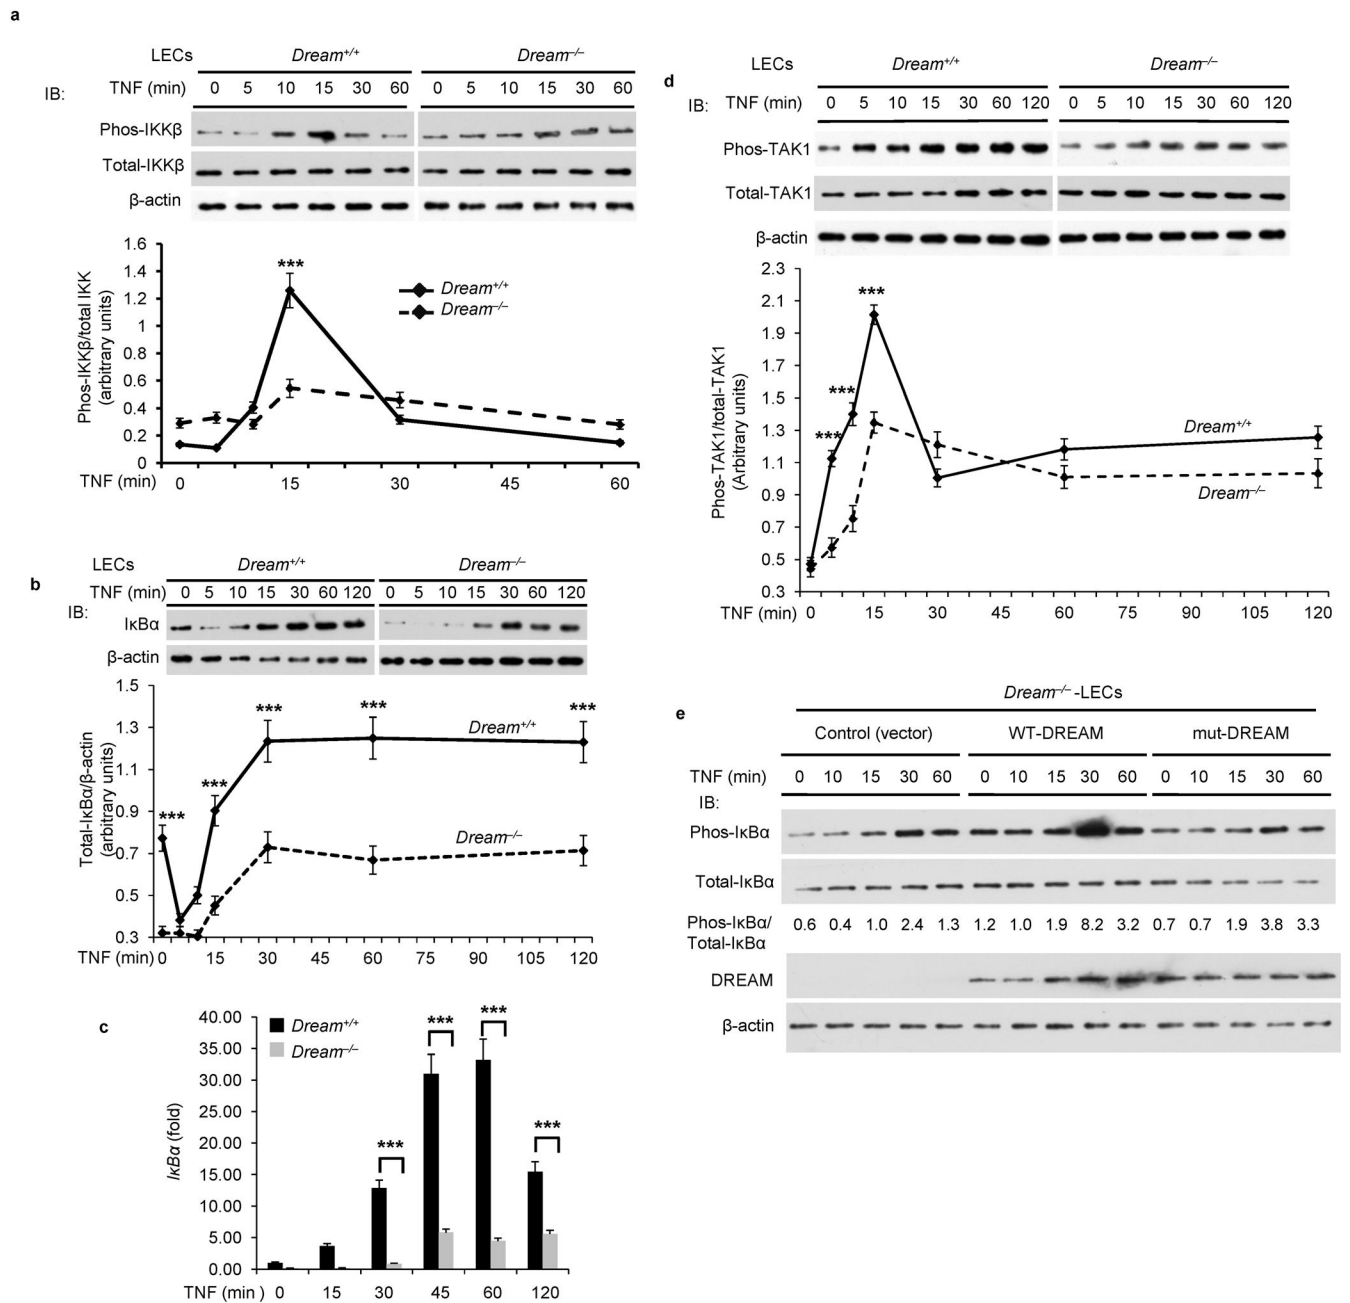 a
LECs Dream+/+ Dream–/–
IB: TNF (min) 0 5 10 15 30 60 0 5 10 15 30 60
Phos-IKKβ
Total-IKKβ
β-actin
Phos-IKKβ/total IKK
(arbitrary units)
1.6
1.4
1.2
1
0.8
0.6
0.4
0.2
0
***
Dream+/+
Dream–/–
TNF (min) 0 15 30 45 60
b
LECs Dream+/+ Dream–/–
TNF (min) 0 5 10 15 30 60 120 0 5 10 15 30 60 120
IB:
IκBα
β-actin
Total-IκBα/β-actin
(arbitrary units)
1.5
1.3
1.1
0.9
0.7
0.5
0.3
*** *** *** *** ***
Dream+/+
Dream–/–
TNF (min) 0 15 30 45 60 75 90 105 120
c
Dream+/+
Dream–/–
IκBα (fold)
40.00
35.00
30.00
25.00
20.00
15.00
10.00
5.00
0.00
*** *** *** ***
TNF (min ) 0 15 30 45 60 120
d
LECs Dream+/+ Dream–/–
IB: TNF (min) 0 5 10 15 30 60 120 0 5 10 15 30 60 120
Phos-TAK1
Total-TAK1
β-actin
Phos-TAK1/total-TAK1
(Arbitrary units)
2.3
2.1
1.9
1.7
1.5
1.3
1.1
0.9
0.7
0.5
0.3
***
***
***
Dream+/+
Dream–/–
TNF (min) 0 15 30 45 60 75 90 105 120
e
Dream–/– -LECs
Control (vector) WT-DREAM mut-DREAM
TNF (min) 0 10 15 30 60 0 10 15 30 60 0 10 15 30 60
IB:
Phos-IκBα
Total-IκBα
Phos-IκBα/ 0.6 0.4 1.0 2.4 1.3 1.2 1.0 1.9 8.2 3.2 0.7 0.7 1.9 3.8 3.3
Total-IκBα
DREAM
β-actin